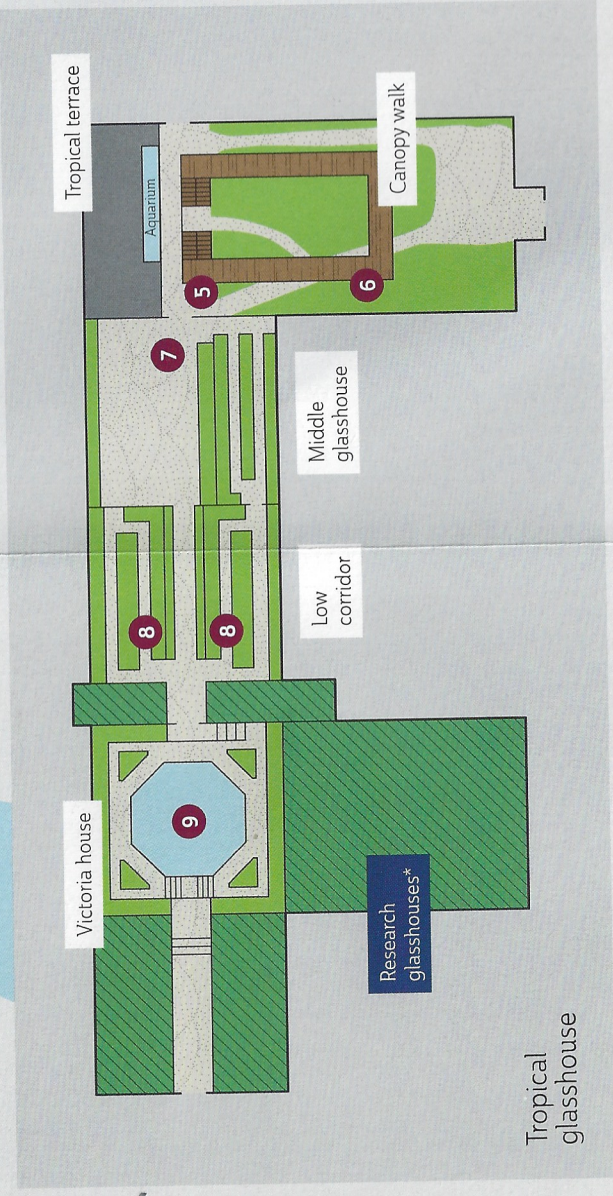 Tropical terrace
Aquarium
Canopy walk
5
6
7
Middle
glasshouse
8
8
Low
corridor
9
Victoria house
Research
glasshouses*
Tropical
glasshouse